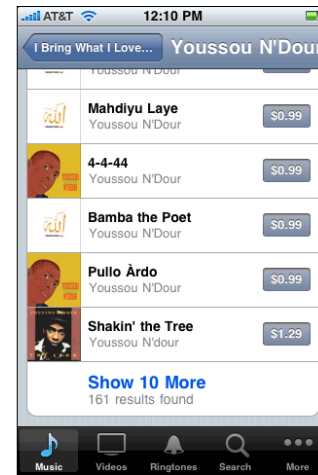 AT&T 12:10 PM
I Bring What I Love... Youssou N'Dou
Youssou N'Dour
Mahdiyu Laye
Youssou N'Dour
$0.99
4-4-44
Youssou N'Dour
$0.99
Bamba the Poet
Youssou N'Dour
$0.99
Pullo Àrdo
Youssou N'Dour
$0.99
Shakin' the Tree
Youssou N'dour
$1.29
Show 10 More
161 results found
Music Videos Ringtones Search More